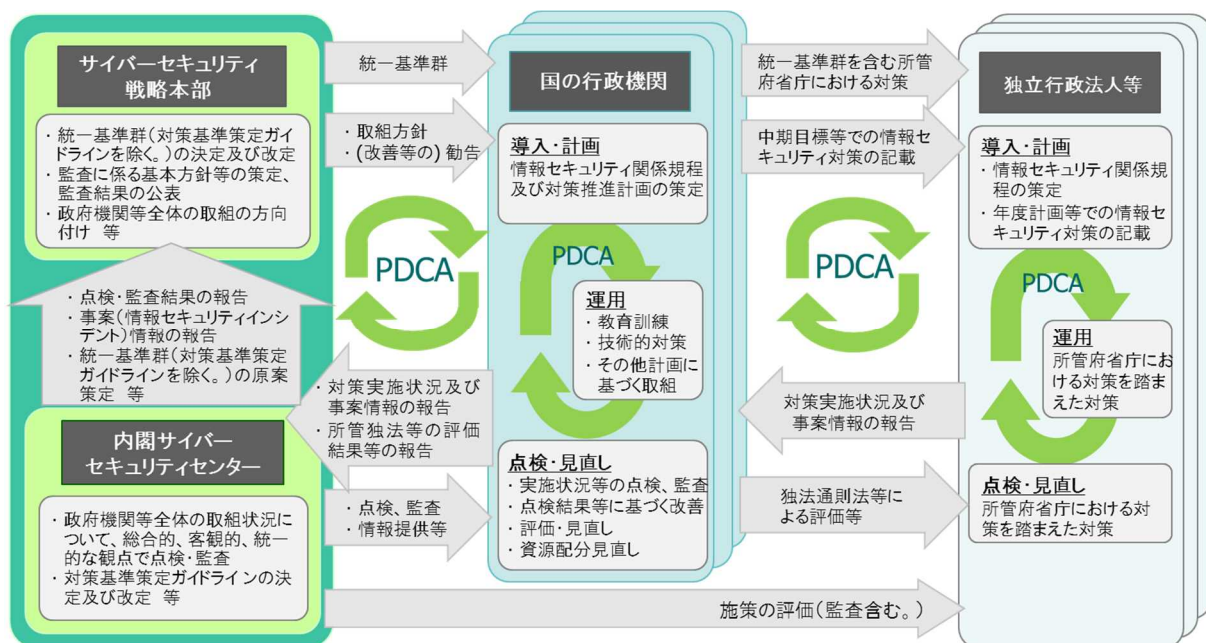 サイバーセキュリティ
戦略本部
・統一基準群(対策基準策定ガイ
ドラインを除く。)の決定及び改定
・監査に係る基本方針等の策定、
監査結果の公表
・政府機関等全体の取組の方向
付け 等
・点検・監査結果の報告
・事案(情報セキュリティインシ
デント)情報の報告
・統一基準群(対策基準策定
ガイドラインを除く。)の原案
策定 等
内閣サイバー
セキュリティセンター
・政府機関等全体の取組状況に
ついて、総合的、客観的、統一
的な観点で点検・監査
・対策基準策定ガイドラインの決
定及び改定 等
統一基準群
・取組方針
・(改善等の)勧告
PDCA
・対策実施状況及び
事案情報の報告
・所管独法等の評価
結果等の報告
・点検、監査
・情報提供等
国の行政機関
導入・計画
情報セキュリティ関係規程
及び対策推進計画の策定
PDCA
運用
・教育訓練
・技術的対策
・その他計画に
基づく取組
点検・見直し
・実施状況等の点検、監査
・点検結果等に基づく改善
・評価・見直し
・資源配分見直し
統一基準群を含む所管
府省庁における対策
中期目標等での情報セ
キュリティ対策の記載
PDCA
対策実施状況及び
事案情報の報告
独法通則法等に
よる評価等
独立行政法人等
導入・計画
・情報セキュリティ関係規
程の策定
・年度計画等での情報セ
キュリティ対策の記載
PDCA
運用
所管府省庁にお
ける対策を踏ま
えた対策
点検・見直し
所管府省庁における対
策を踏まえた対策
施策の評価(監査含む。)